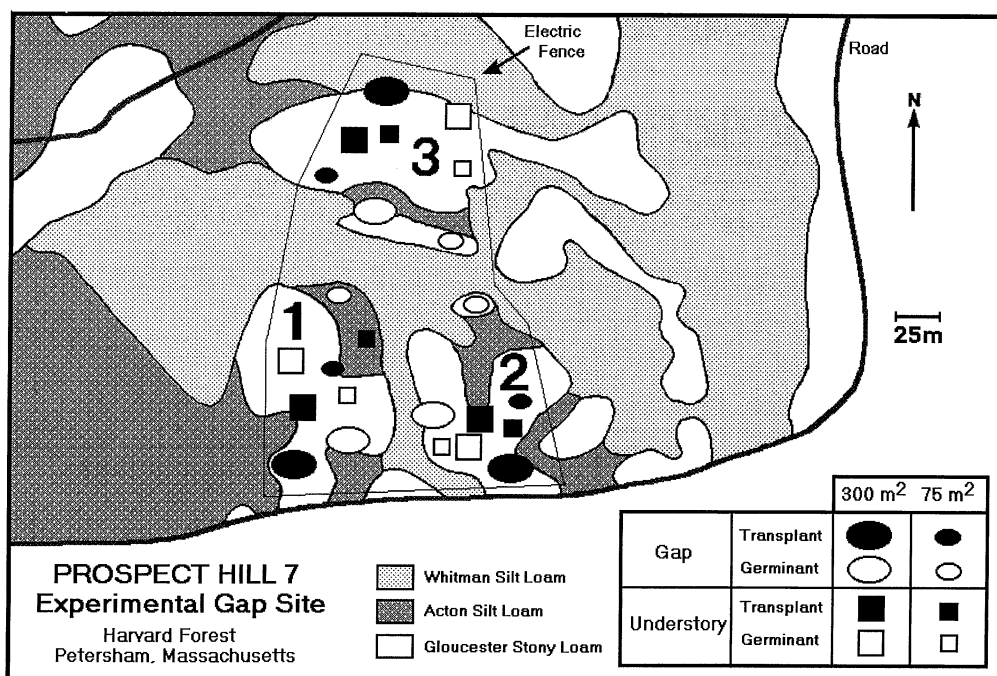 Electric
Fence
Road
N
3
25m
1
2
PROSPECT HILL 7
Experimental Gap Site
Harvard Forest
Petersham, Massachusetts
Whitman Silt Loam
Acton Silt Loam
Gloucester Stony Loam
300 m² 75 m²
Gap
Transplant
Germinant
Understory
Transplant
Germinant